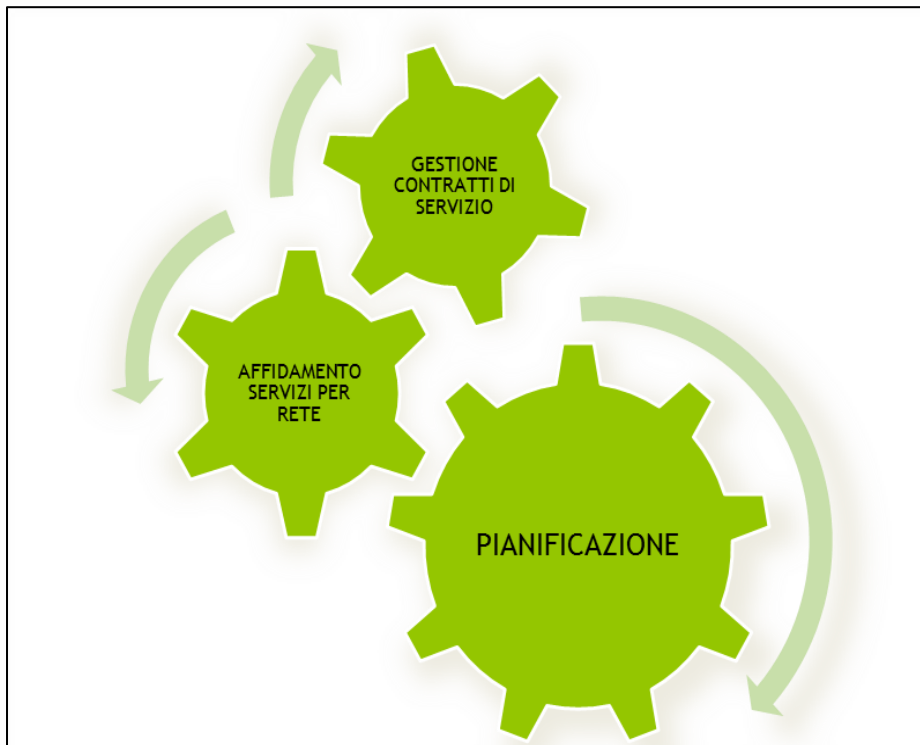 GESTIONE
CONTRATTI DI
SERVIZIO
AFFIDAMENTO
SERVIZI PER
RETE
PIANIFICAZIONE